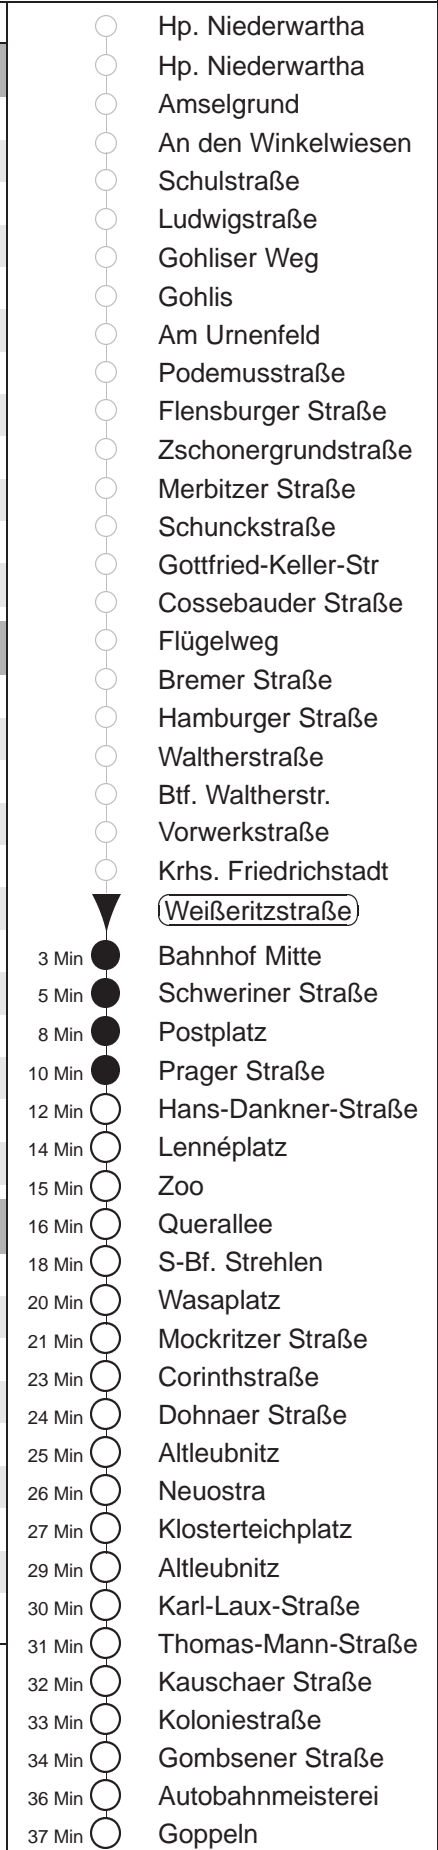 Hp. Niederwartha
Hp. Niederwartha
Amselgrund
An den Winkelwiesen
Schulstraße
Ludwigstraße
Gohliser Weg
Gohlis
Am Urnenfeld
Podemusstraße
Flensburger Straße
Zschonergrundstraße
Merbitzer Straße
Schunckstraße
Gottfried-Keller-Str
Cossebauder Straße
Flügelweg
Bremer Straße
Hamburger Straße
Waltherstraße
Btf. Waltherstr.
Vorwerkstraße
Krhs. Friedrichstadt
Weißeritzstraße
3 Min Bahnhof Mitte
5 Min Schweriner Straße
8 Min Postplatz
10 Min Prager Straße
12 Min Hans-Dankner-Straße
14 Min Lennéplatz
15 Min Zoo
16 Min Querallee
18 Min S-Bf. Strehlen
20 Min Wasaplatz
21 Min Mockritzer Straße
23 Min Corinthstraße
24 Min Dohnaer Straße
25 Min Altleubnitz
26 Min Neuostra
27 Min Klosterteichplatz
29 Min Altleubnitz
30 Min Karl-Laux-Straße
31 Min Thomas-Mann-Straße
32 Min Kauschaer Straße
33 Min Koloniestraße
34 Min Gombsener Straße
36 Min Autobahnmeisterei
37 Min Goppeln